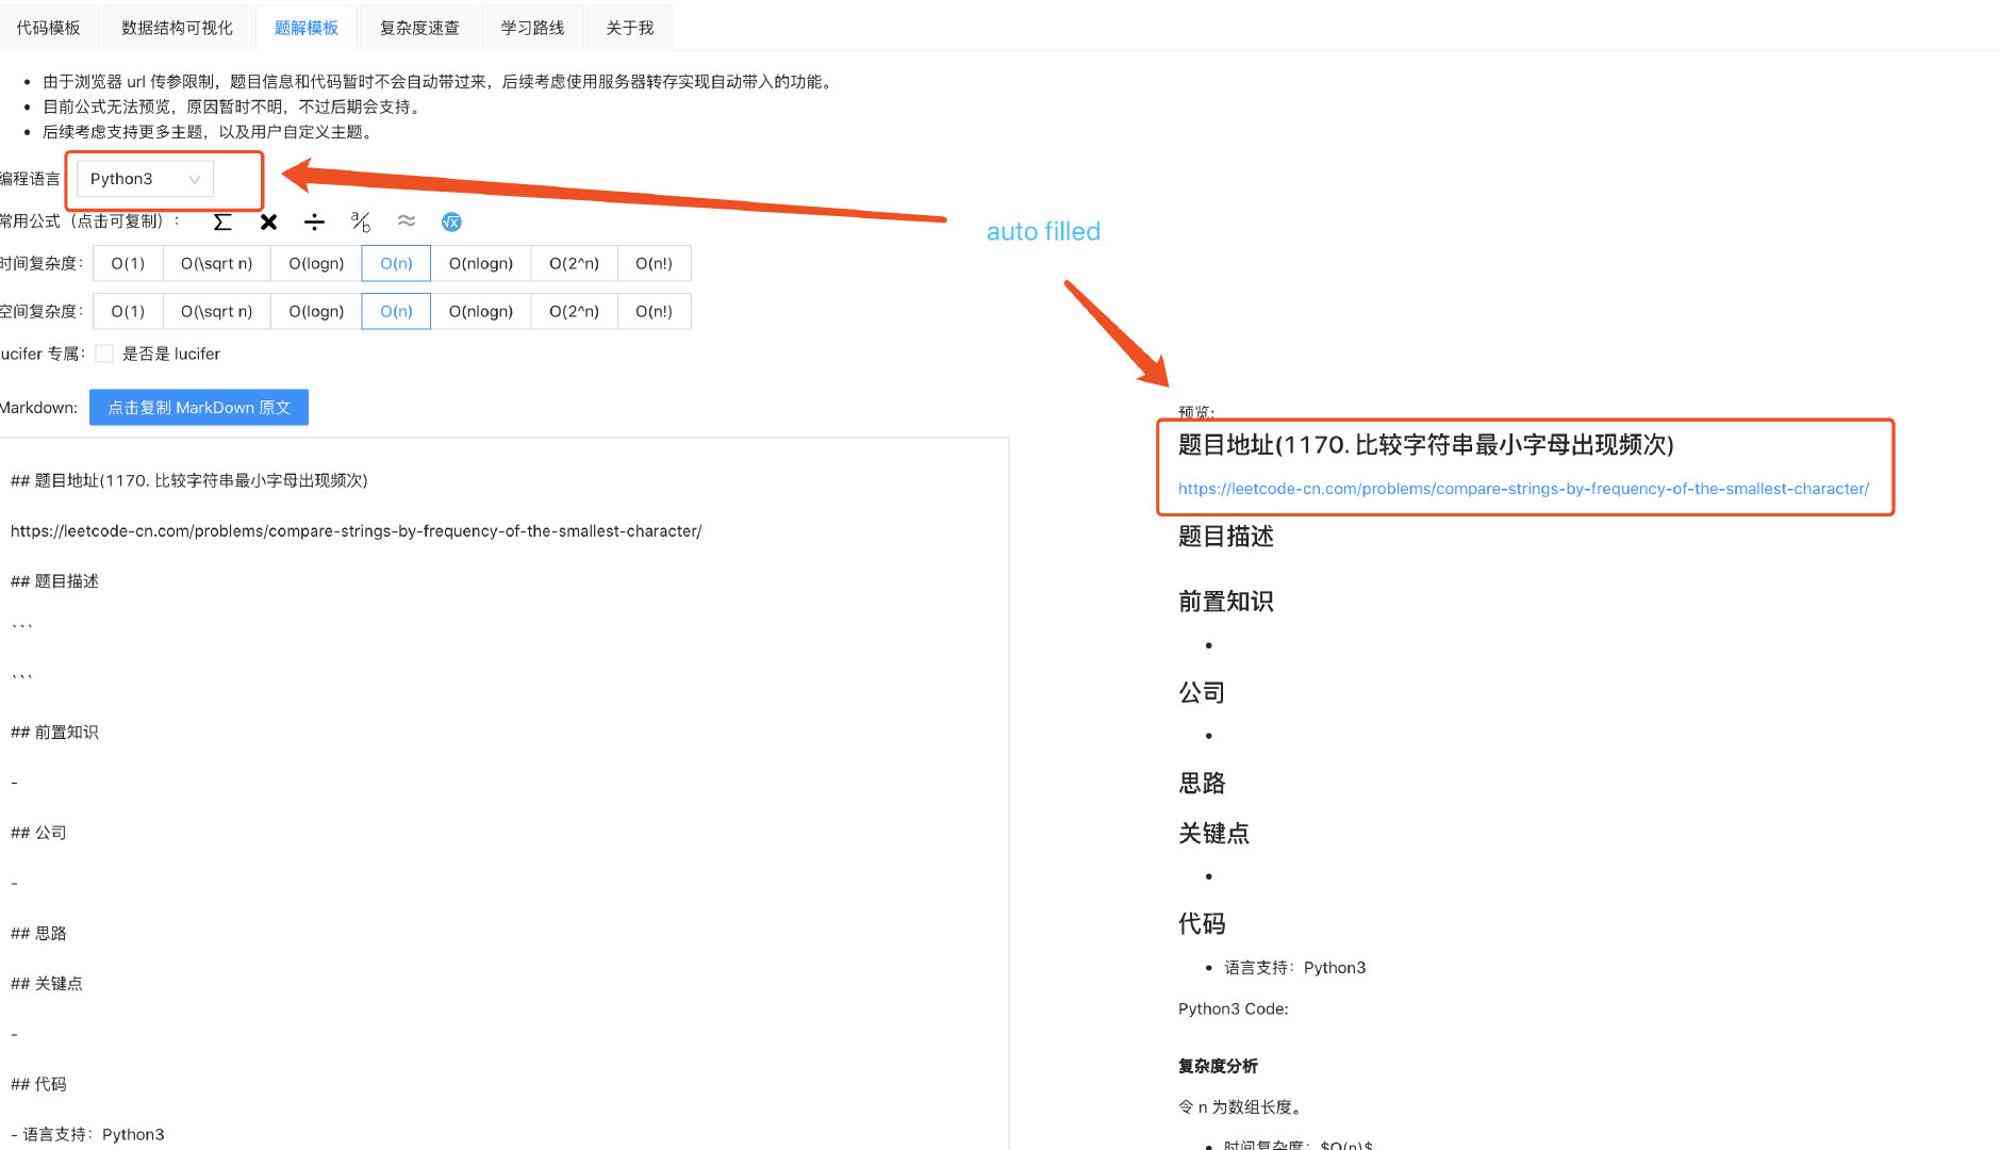 代码模板 数据结构可视化 题解模板 复杂度速查 学习路线 关于我
• 由于浏览器 url 传参限制，题目信息和代码暂时不会自动带过来，后续考虑使用服务器转存实现自动带入的功能。
• 目前公式无法预览，原因暂时不明，不过后期会支持。
• 后续考虑支持更多主题，以及用户自定义主题。
编程语言 Python3
常用公式（点击可复制）： Σ × ÷ a/b ≈ √x
auto filled
时间复杂度： O(1) O(\sqrt n) O(logn) O(n) O(nlogn) O(2^n) O(n!)
空间复杂度： O(1) O(\sqrt n) O(logn) O(n) O(nlogn) O(2^n) O(n!)
ucifer 专属： 是否是 lucifer
Markdown: 点击复制 MarkDown 原文
## 题目地址(1170. 比较字符串最小字母出现频次)
https://leetcode-cn.com/problems/compare-strings-by-frequency-of-the-smallest-character/
## 题目描述
```
```
## 前置知识
-
## 公司
-
## 思路
## 关键点
-
## 代码
- 语言支持：Python3
预览:
题目地址(1170. 比较字符串最小字母出现频次)
https://leetcode-cn.com/problems/compare-strings-by-frequency-of-the-smallest-character/
题目描述
前置知识
•
公司
•
思路
关键点
•
代码
• 语言支持：Python3
Python3 Code:
复杂度分析
令 n 为数组长度。
• 时间复杂度：$O(n)$